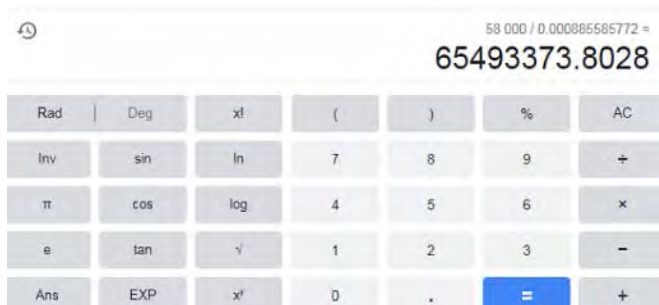 58 000 / 0.000885585772 =
65493373.8028
Rad | Deg x! ( ) % AC
Inv sin ln 7 8 9 ÷
π cos log 4 5 6 ×
e tan √ 1 2 3 −
Ans EXP xʸ 0 . = +